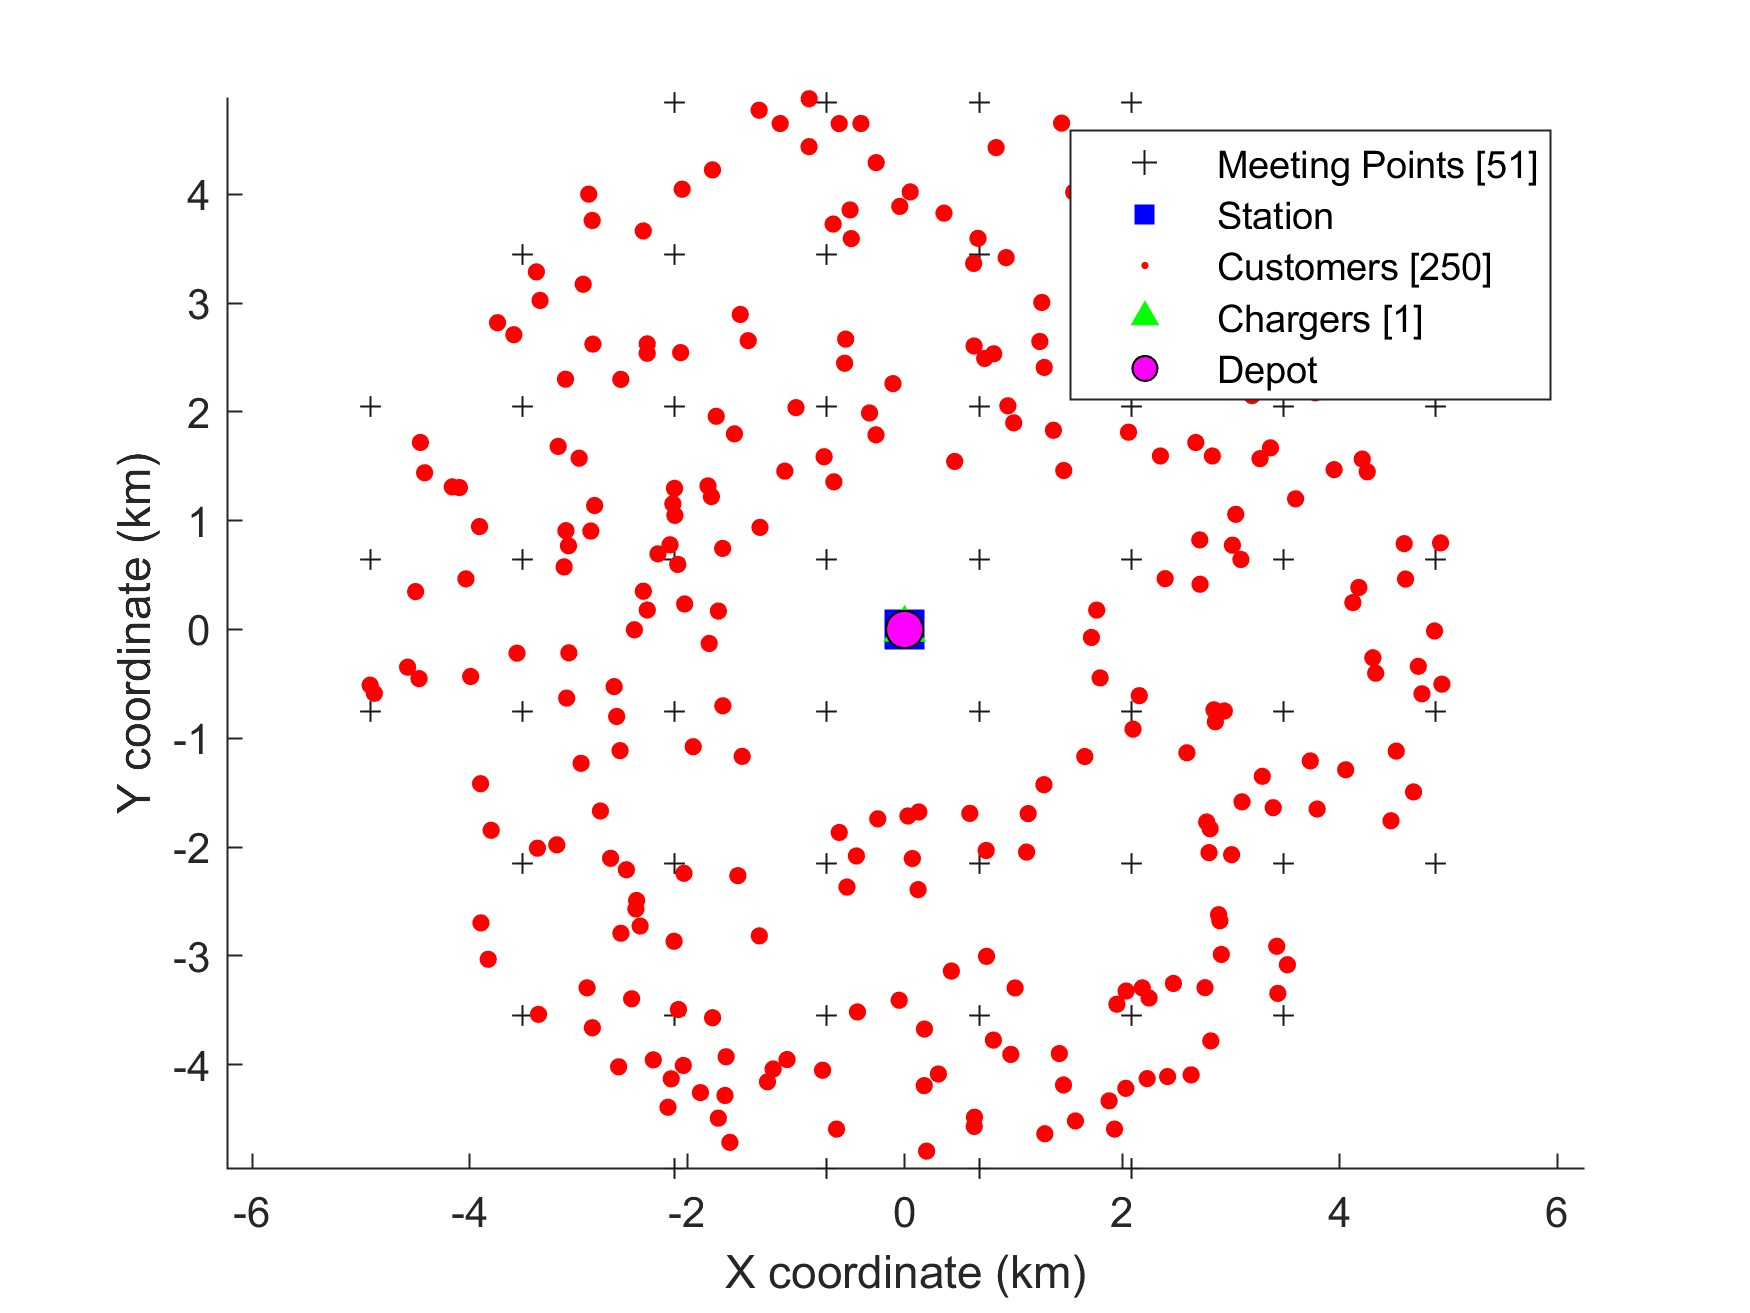 Meeting Points [51]
Station
Customers [250]
Chargers [1]
Depot
4
3
2
1
0
-1
-2
-3
-4
Y coordinate (km)
-6 -4 -2 0 2 4 6
X coordinate (km)